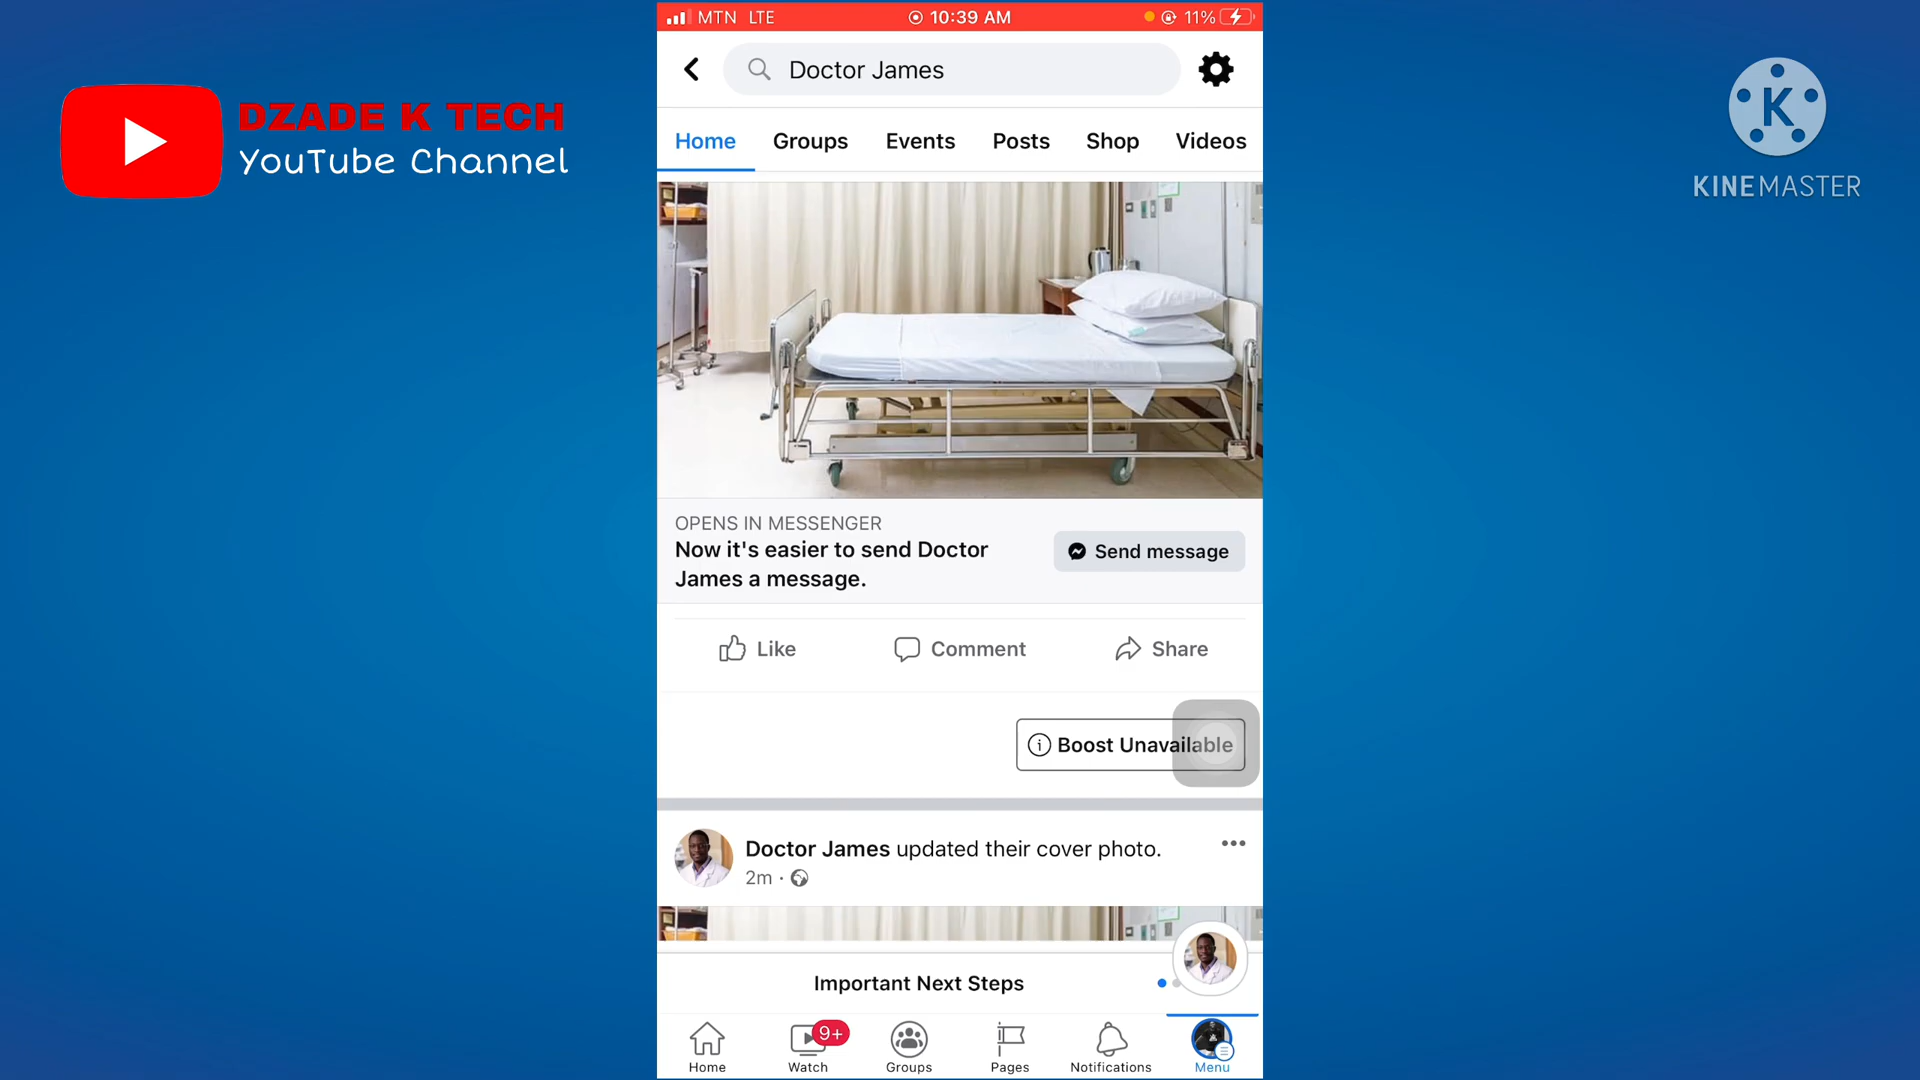 MTN LTE 10:39 AM 11%
DZADE K TECH
YouTube Channel
K
KINEMASTER
Doctor James
Home Groups Events Posts Shop Videos
OPENS IN MESSENGER
Now it's easier to send Doctor
James a message.
Send message
Like Comment Share
Boost Unavailable
Doctor James updated their cover photo.
2m ·
Important Next Steps
9+
Home Watch Groups Pages Notifications Menu